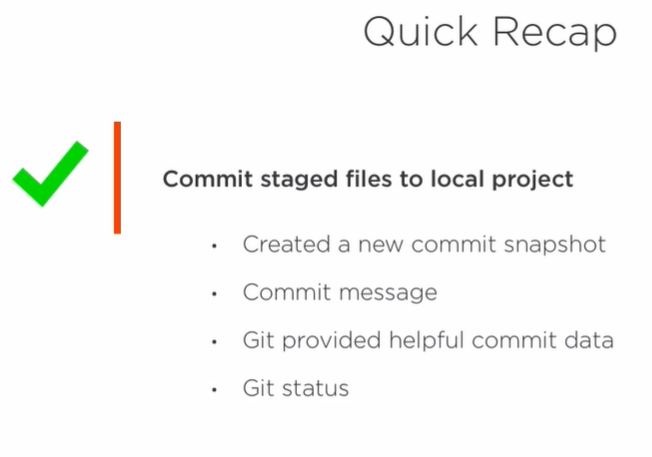 Quick Recap
Commit staged files to local project
• Created a new commit snapshot
• Commit message
• Git provided helpful commit data
• Git status